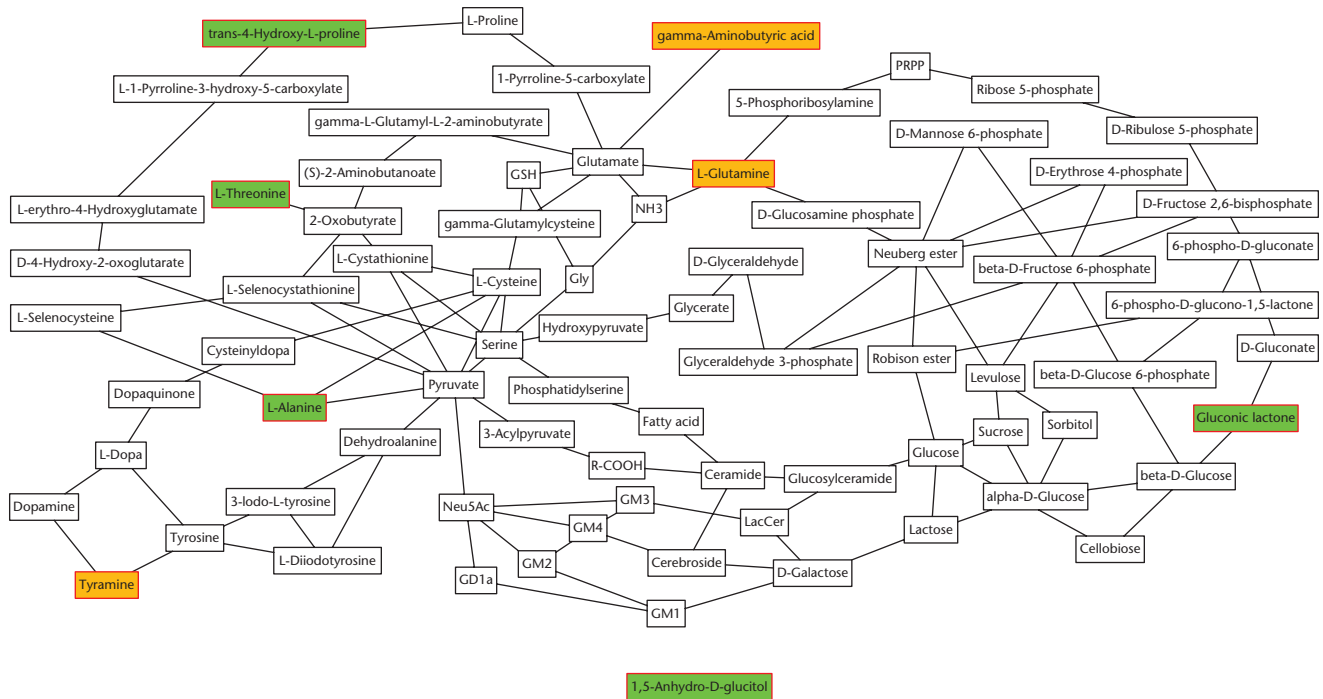 L-Proline
trans-4-Hydroxy-L-proline
gamma-Aminobutyric acid
PRPP
1-Pyrroline-5-carboxylate
L-1-Pyrroline-3-hydroxy-5-carboxylate
Ribose 5-phosphate
5-Phosphoribosylamine
gamma-L-Glutamyl-L-2-aminobutyrate
D-Mannose 6-phosphate
D-Ribulose 5-phosphate
Glutamate
(S)-2-Aminobutanoate
GSH
L-Glutamine
D-Erythrose 4-phosphate
L-Threonine
L-erythro-4-Hydroxyglutamate
2-Oxobutyrate
gamma-Glutamylcysteine
NH3
D-Glucosamine phosphate
D-Fructose 2,6-bisphosphate
6-phospho-D-gluconate
Neuberg ester
L-Cystathionine
D-4-Hydroxy-2-oxoglutarate
D-Glyceraldehyde
beta-D-Fructose 6-phosphate
Gly
L-Cysteine
L-Selenocystathionine
6-phospho-D-glucono-1,5-lactone
Glycerate
L-Selenocysteine
Hydroxypyruvate
Serine
Cysteinyldopa
D-Gluconate
Glyceraldehyde 3-phosphate
Robison ester
Levulose
beta-D-Glucose 6-phosphate
Pyruvate
Dopaquinone
Phosphatidylserine
L-Alanine
Gluconic lactone
Fatty acid
Sucrose
Sorbitol
3-Acylpyruvate
Dehydroalanine
L-Dopa
Glucose
R-COOH
Ceramide
Glucosylceramide
beta-D-Glucose
alpha-D-Glucose
3-Iodo-L-tyrosine
GM3
Dopamine
Neu5Ac
GM4
LacCer
Lactose
Tyrosine
Cellobiose
L-Diiodotyrosine
GM2
Cerebroside
D-Galactose
GD1a
Tyramine
GM1
1,5-Anhydro-D-glucitol